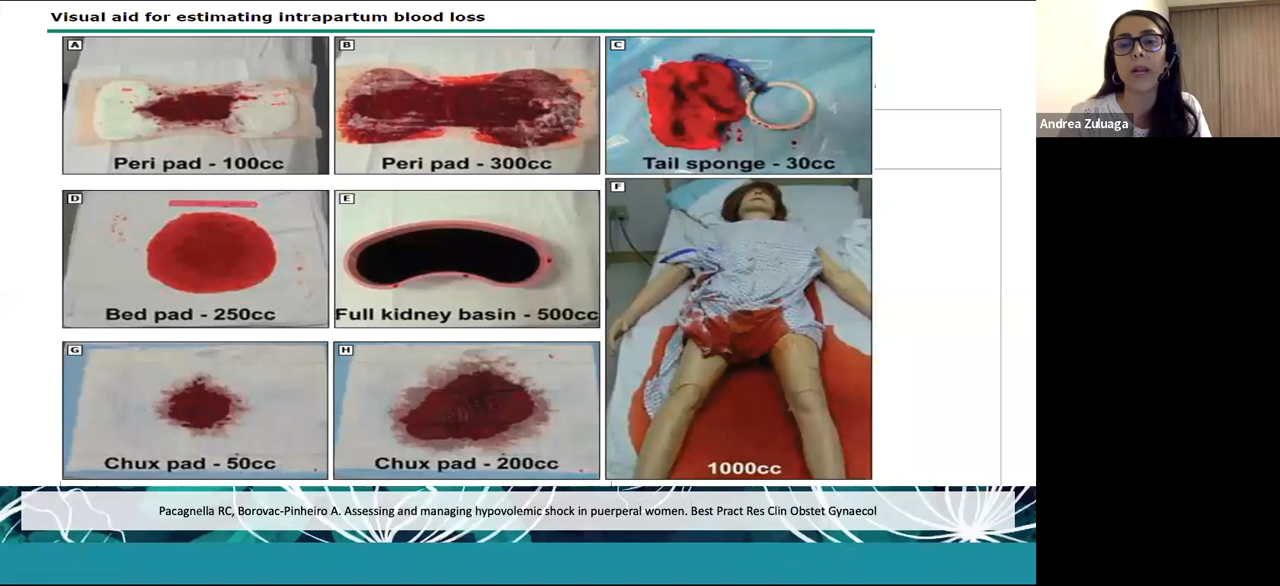 Visual aid for estimating intrapartum blood loss
A
B
C
Peri pad - 100cc
Peri pad - 300cc
Tail sponge - 30cc
D
E
F
Bed pad - 250cc
Full kidney basin - 500cc
G
H
Chux pad - 50cc
Chux pad - 200cc
1000cc
Pacagnella RC, Borovac-Pinheiro A. Assessing and managing hypovolemic shock in puerperal women. Best Pract Res Clin Obstet Gynaecol
Andrea Zuluaga